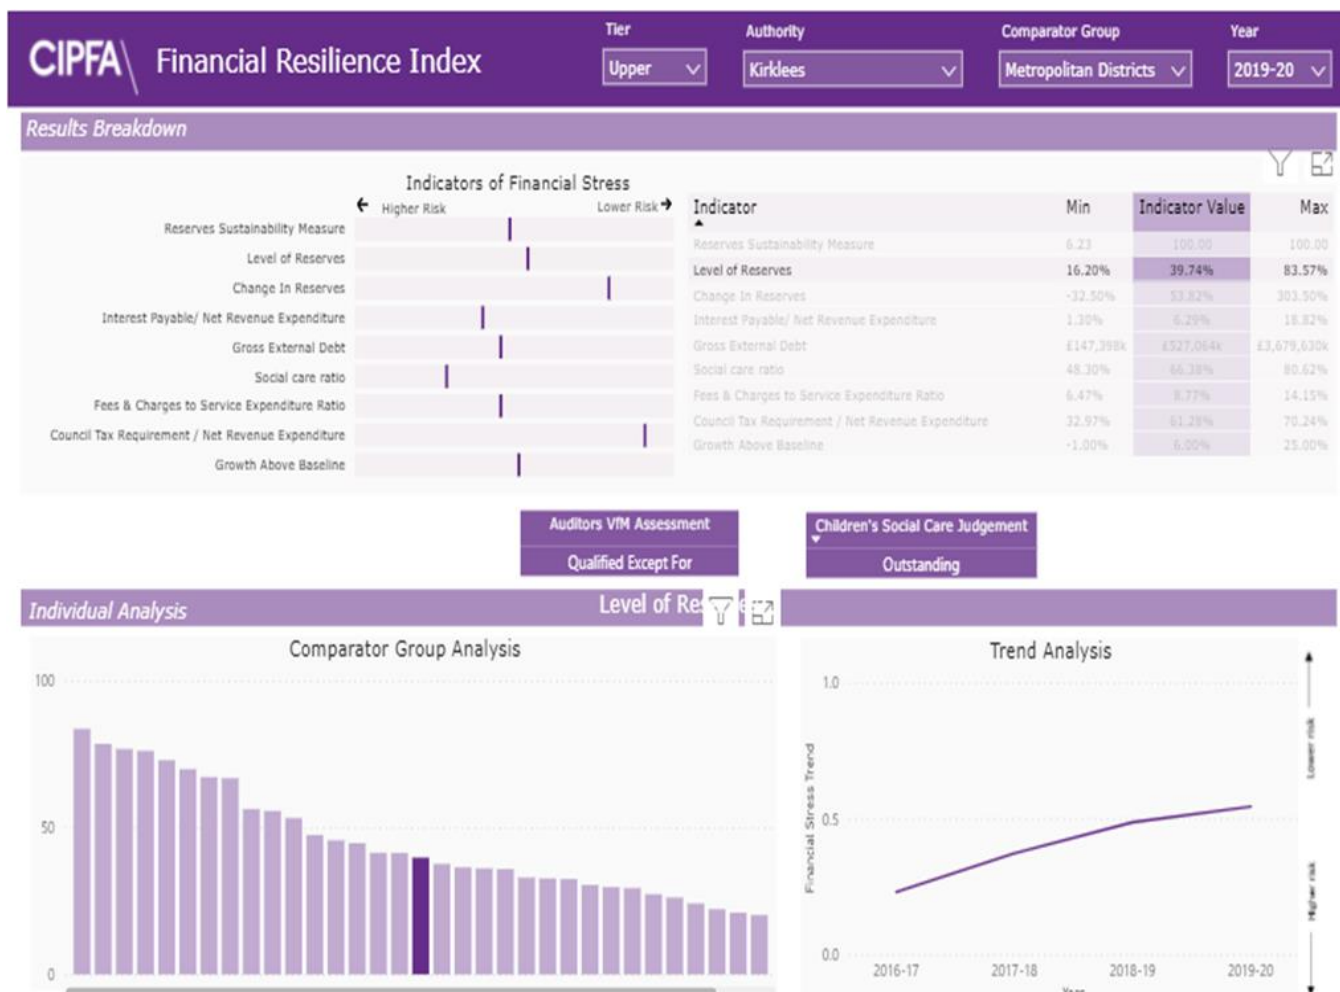 Tier Authority Comparator Group Year
CIPFA\ Financial Resilience Index
Upper Kirklees Metropolitan Districts 2019-20
Results Breakdown
Indicators of Financial Stress
Higher Risk Lower Risk
Reserves Sustainability Measure
Level of Reserves
Change In Reserves
Interest Payable/ Net Revenue Expenditure
Gross External Debt
Social care ratio
Fees & Charges to Service Expenditure Ratio
Council Tax Requirement / Net Revenue Expenditure
Growth Above Baseline
Indicator Min Indicator Value Max
Reserves Sustainability Measure 6.23 100.00 100.00
Level of Reserves 16.20% 39.74% 83.57%
Change In Reserves -32.50% 53.82% 303.50%
Interest Payable/ Net Revenue Expenditure 1.30% 6.29% 18.82%
Gross External Debt £147,398k £527,064k £3,679,630k
Social care ratio 48.30% 66.38% 80.62%
Fees & Charges to Service Expenditure Ratio 6.47% 8.77% 14.15%
Council Tax Requirement / Net Revenue Expenditure 32.97% 61.28% 70.24%
Growth Above Baseline -1.00% 6.00% 25.00%
Auditors VfM Assessment
Qualified Except For
Children's Social Care Judgement
Outstanding
Individual Analysis
Level of
Comparator Group Analysis
100
50
0
Trend Analysis
Financial Stress Trend
1.0
0.5
0.0
2016-17 2017-18 2018-19 2019-20
Lower risk
Higher risk